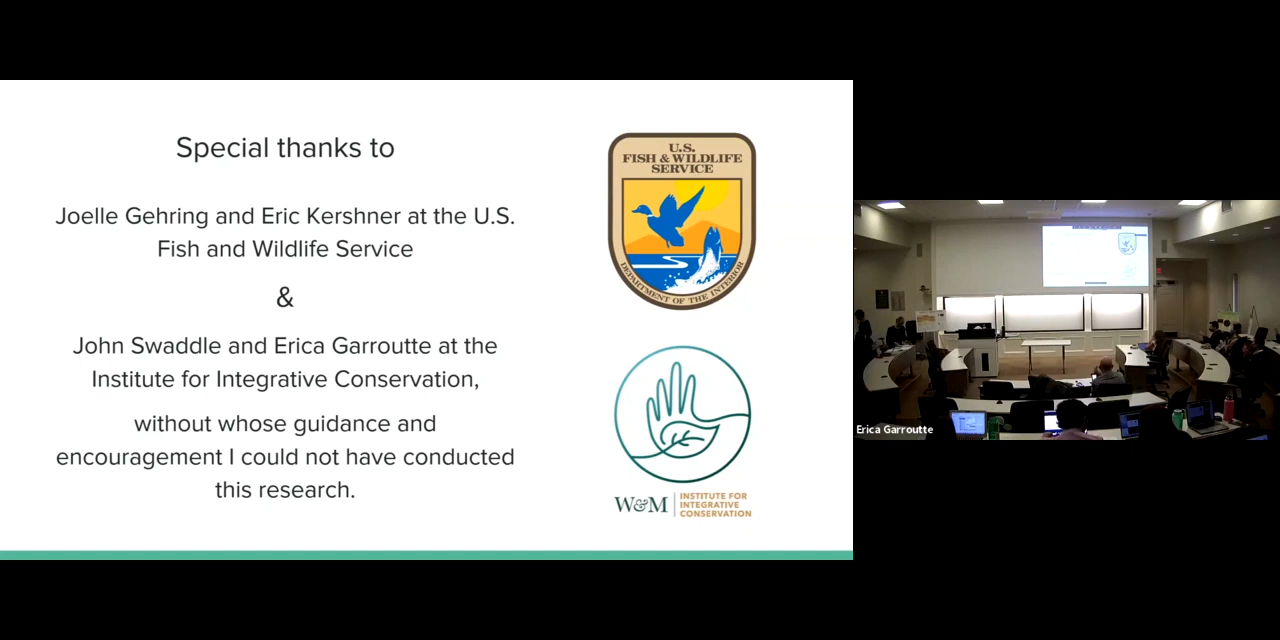 Special thanks to
Joelle Gehring and Eric Kershner at the U.S.
Fish and Wildlife Service
&
John Swaddle and Erica Garroutte at the
Institute for Integrative Conservation,
without whose guidance and
encouragement I could not have conducted
this research.
U.S.
FISH & WILDLIFE
SERVICE
DEPARTMENT OF THE INTERIOR
W&M
INSTITUTE FOR
INTEGRATIVE
CONSERVATION
Erica Garroutte